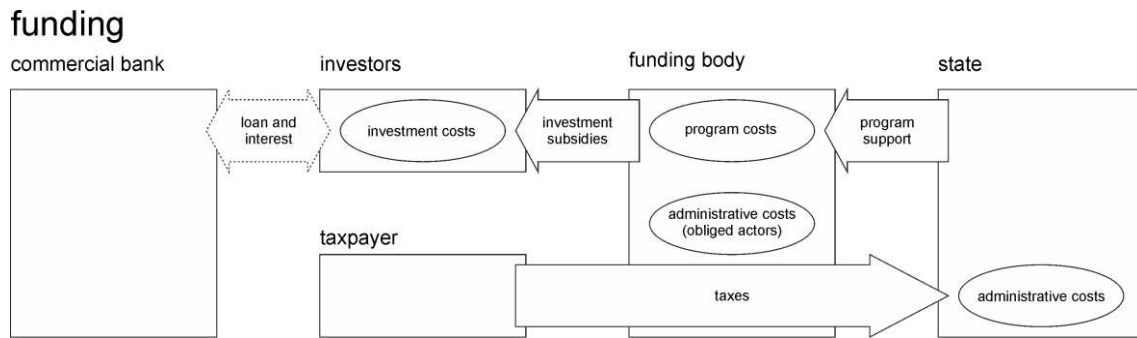 funding
commercial bank
investors
funding body
state
loan and
interest
investment costs
investment
subsidies
program costs
program
support
administrative costs
(obliged actors)
taxpayer
taxes
administrative costs